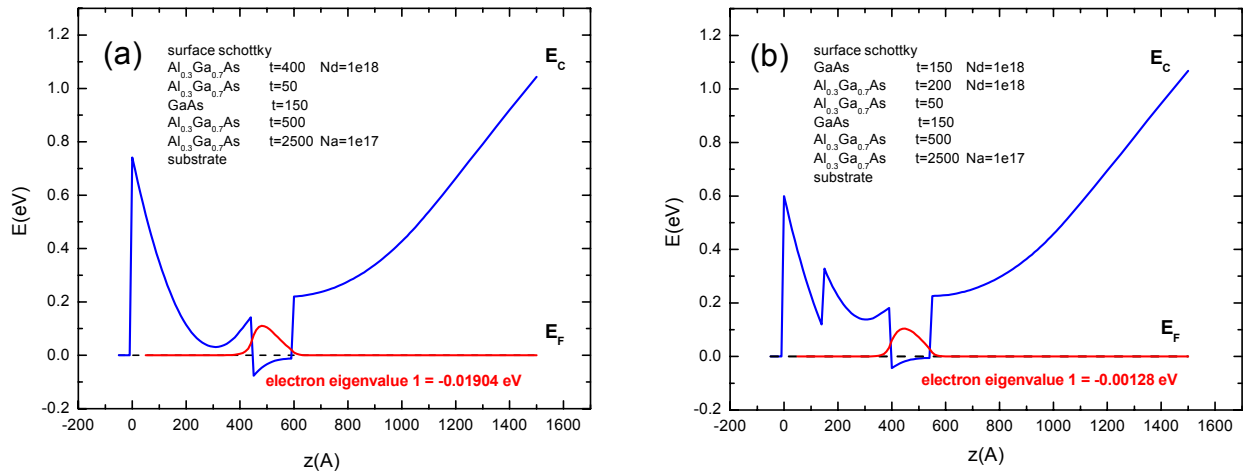 (a)
surface schottky
Al0.3Ga0.7As t=400 Nd=1e18
Al0.3Ga0.7As t=50
GaAs t=150
Al0.3Ga0.7As t=500
Al0.3Ga0.7As t=2500 Na=1e17
substrate
EC
EF
electron eigenvalue 1 = -0.01904 eV
E(eV)
1.2
1.0
0.8
0.6
0.4
0.2
0.0
-0.2
-200 0 200 400 600 800 1000 1200 1400 1600
z(A)
(b)
surface schottky
GaAs t=150 Nd=1e18
Al0.3Ga0.7As t=200 Nd=1e18
Al0.3Ga0.7As t=50
GaAs t=150
Al0.3Ga0.7As t=500
Al0.3Ga0.7As t=2500 Na=1e17
substrate
EC
EF
electron eigenvalue 1 = -0.00128 eV
E(eV)
1.2
1.0
0.8
0.6
0.4
0.2
0.0
-0.2
-200 0 200 400 600 800 1000 1200 1400 1600
z(A)